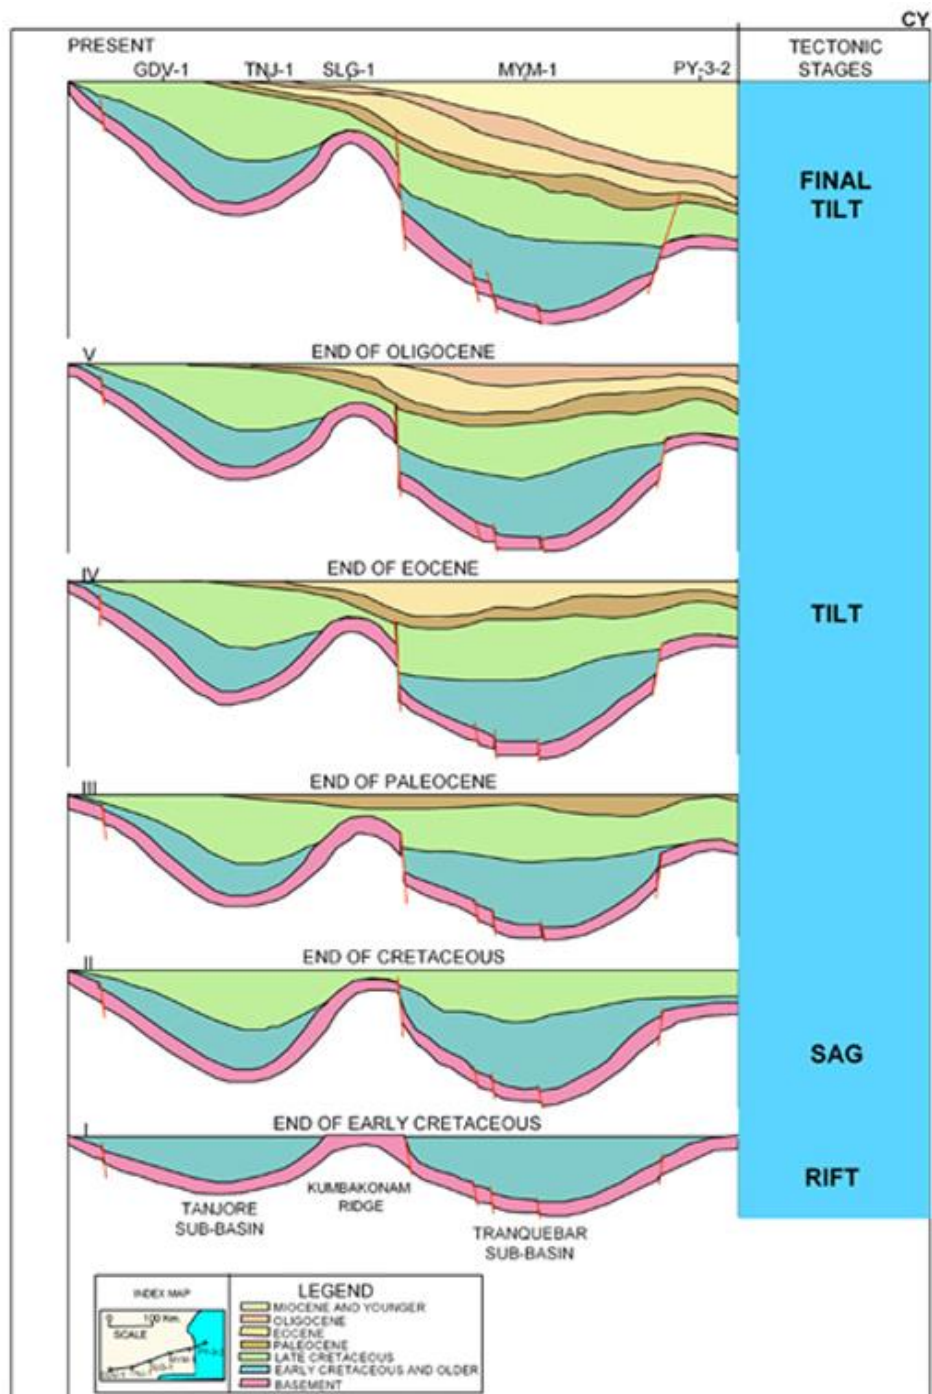 CY
PRESENT
GDV-1 TNJ-1 SLG-1 MYM-1 PY-3-2
TECTONIC
STAGES
FINAL
TILT
V
END OF OLIGOCENE
IV
END OF EOCENE
TILT
III
END OF PALEOCENE
II
END OF CRETACEOUS
SAG
I
END OF EARLY CRETACEOUS
RIFT
TANJORE
SUB-BASIN
KUMBAKONAM
RIDGE
TRANQUEBAR
SUB-BASIN
INDEX MAP
0 100 Km.
SCALE
LEGEND
MIOCENE AND YOUNGER
OLIGOCENE
EOCENE
PALEOCENE
LATE CRETACEOUS
EARLY CRETACEOUS AND OLDER
BASEMENT